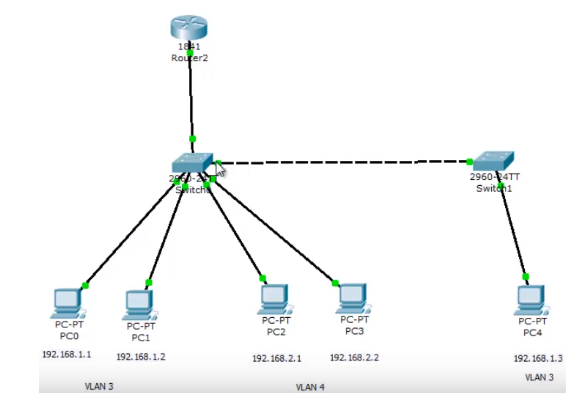 1841
Router2
2960-24TT
Switch1
PC-PT
PC0
PC-PT
PC1
PC-PT
PC2
PC-PT
PC3
PC-PT
PC4
192.168.1.1
192.168.1.2
192.168.2.1
192.168.2.2
192.168.1.3
VLAN 3
VLAN 4
VLAN 3